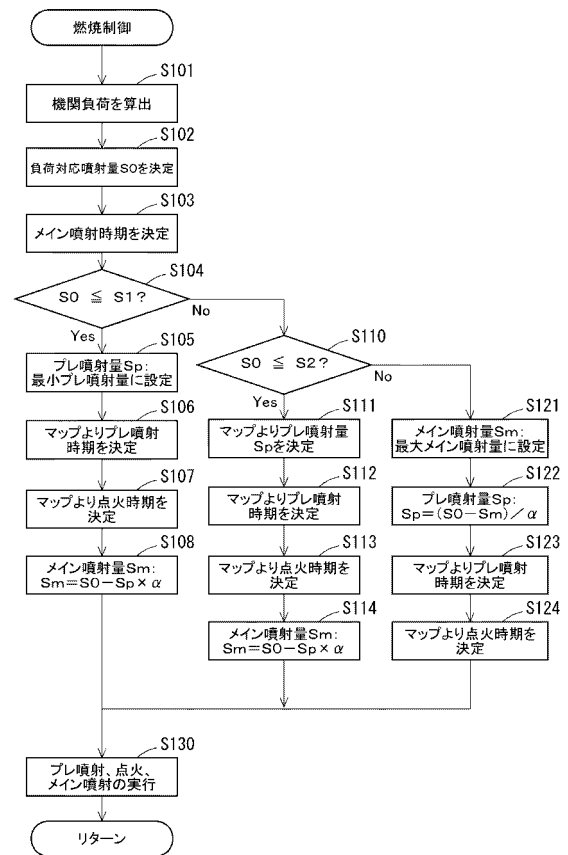 燃焼制御
S101
機関負荷を算出
S102
負荷対応噴射量S0を決定
S103
メイン噴射時期を決定
S104
S0 ≦ S1?
No
Yes
S105
プレ噴射量Sp:
最小プレ噴射量に設定
S106
マップよりプレ噴射
時期を決定
S107
マップより点火時期を
決定
S108
メイン噴射量Sm:
Sm=S0-Sp×α
S110
S0 ≦ S2?
No
Yes
S111
マップよりプレ噴射量
Spを決定
S112
マップよりプレ噴射
時期を決定
S113
マップより点火時期を
決定
S114
メイン噴射量Sm:
Sm=S0-Sp×α
S121
メイン噴射量Sm:
最大メイン噴射量に設定
S122
プレ噴射量Sp:
Sp=(S0-Sm)/α
S123
マップよりプレ噴射
時期を決定
S124
マップより点火時期を
決定
S130
プレ噴射、点火、
メイン噴射の実行
リターン